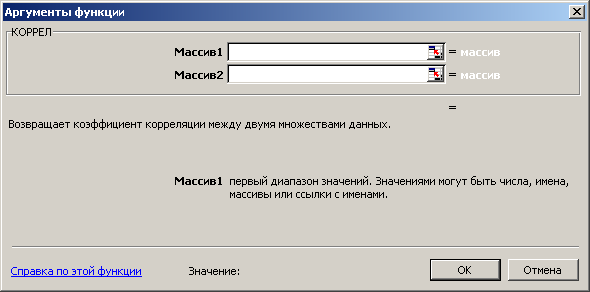 Аргументы функции
КОРРЕЛ
Массив1 = массив
Массив2 = массив
=
Возвращает коэффициент корреляции между двумя множествами данных.
Массив1 первый диапазон значений. Значениями могут быть числа, имена,
массивы или ссылки с именами.
Справка по этой функции Значение: OK Отмена